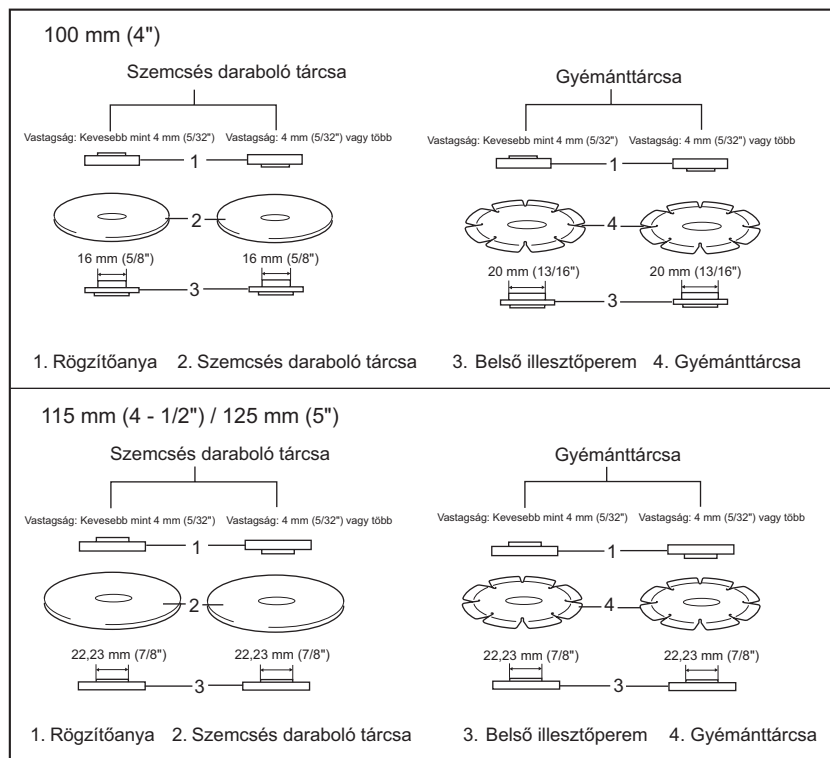 100 mm (4")
Szemcsés daraboló tárcsa Gyémánttárcsa
Vastagság: Kevesebb mint 4 mm (5/32") Vastagság: 4 mm (5/32") vagy több Vastagság: Kevesebb mint 4 mm (5/32") Vastagság: 4 mm (5/32") vagy több
1 1
2 4
16 mm (5/8") 16 mm (5/8") 20 mm (13/16") 20 mm (13/16")
3 3
1. Rögzítőanya 2. Szemcsés daraboló tárcsa 3. Belső illesztőperem 4. Gyémánttárcsa
115 mm (4 - 1/2") / 125 mm (5")
Szemcsés daraboló tárcsa Gyémánttárcsa
Vastagság: Kevesebb mint 4 mm (5/32") Vastagság: 4 mm (5/32") vagy több Vastagság: Kevesebb mint 4 mm (5/32") Vastagság: 4 mm (5/32") vagy több
1 1
2 4
22,23 mm (7/8") 22,23 mm (7/8") 22,23 mm (7/8") 22,23 mm (7/8")
3 3
1. Rögzítőanya 2. Szemcsés daraboló tárcsa 3. Belső illesztőperem 4. Gyémánttárcsa